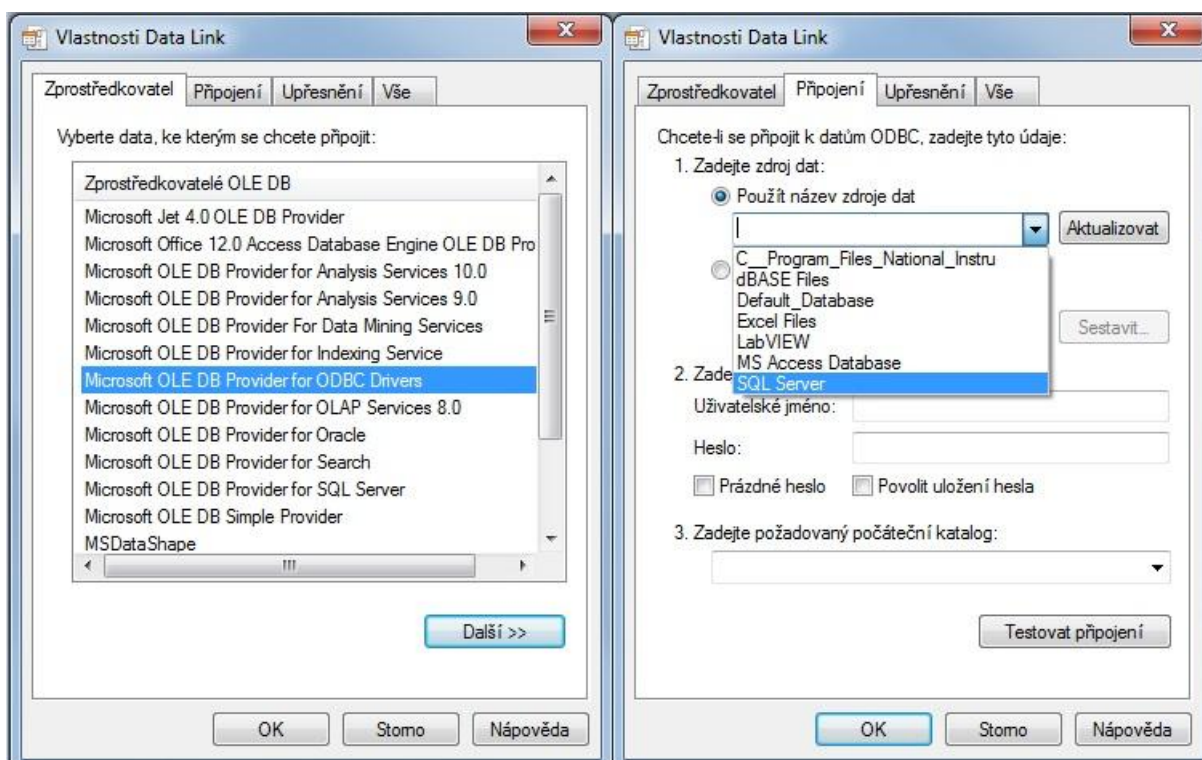 Vlastnosti Data Link
Zprostředkovatel Připojení Upřesnění Vše
Vyberte data, ke kterým se chcete připojit:
Zprostředkovatelé OLE DB
Microsoft Jet 4.0 OLE DB Provider
Microsoft Office 12.0 Access Database Engine OLE DB Pro
Microsoft OLE DB Provider for Analysis Services 10.0
Microsoft OLE DB Provider for Analysis Services 9.0
Microsoft OLE DB Provider For Data Mining Services
Microsoft OLE DB Provider for Indexing Service
Microsoft OLE DB Provider for ODBC Drivers
Microsoft OLE DB Provider for OLAP Services 8.0
Microsoft OLE DB Provider for Oracle
Microsoft OLE DB Provider for Search
Microsoft OLE DB Provider for SQL Server
Microsoft OLE DB Simple Provider
MSDataShape
Další >>
OK Storno Nápověda
Vlastnosti Data Link
Zprostředkovatel Připojení Upřesnění Vše
Chcete-li se připojit k datům ODBC, zadejte tyto údaje:
1. Zadejte zdroj dat:
Použít název zdroje dat
Aktualizovat
C__Program_Files_National_Instru
dBASE Files
Default_Database
Excel Files
LabVIEW
MS Access Database
SQL Server
Sestavit...
2. Zade
Uživatelské jméno:
Heslo:
Prázdné heslo Povolit uložení hesla
3. Zadejte požadovaný počáteční katalog:
Testovat připojení
OK Storno Nápověda